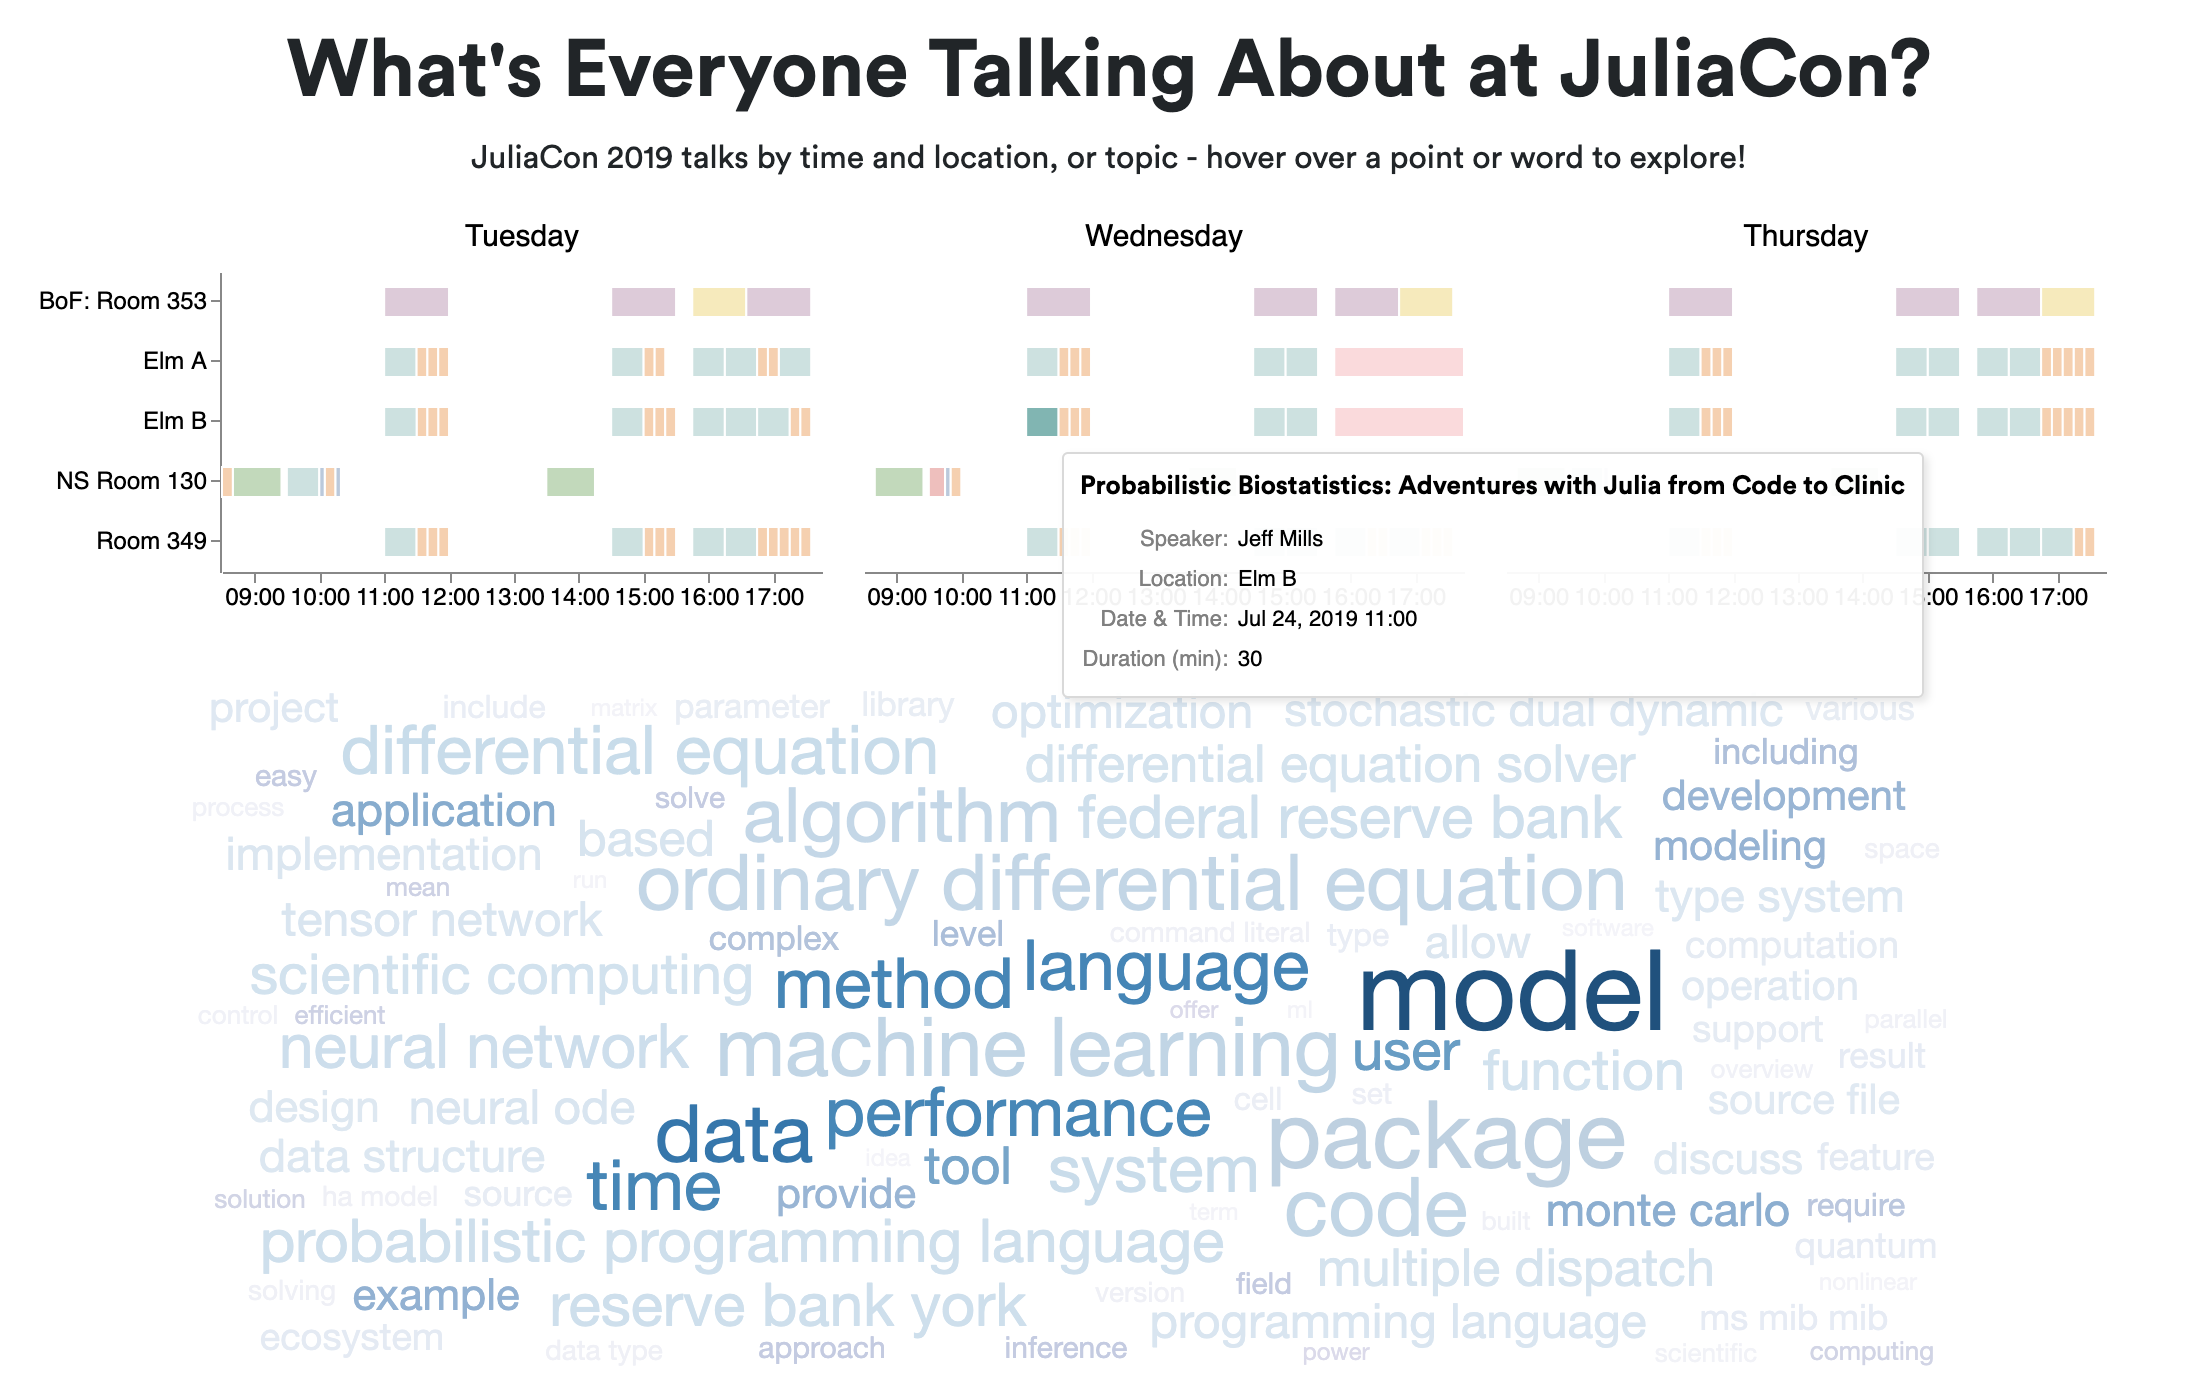 What's Everyone Talking About at JuliaCon?
JuliaCon 2019 talks by time and location, or topic - hover over a point or word to explore!
Tuesday Wednesday Thursday
BoF: Room 353
Elm A
Elm B
NS Room 130
Room 349
09:00 10:00 11:00 12:00 13:00 14:00 15:00 16:00 17:00
09:00 10:00 11:00 12:00 13:00 14:00 15:00 16:00 17:00
09:00 10:00 11:00 12:00 13:00 14:00 15:00 16:00 17:00
Probabilistic Biostatistics: Adventures with Julia from Code to Clinic
Speaker: Jeff Mills
Location: Elm B
Date & Time: Jul 24, 2019 11:00
Duration (min): 30
project include matrix parameter library optimization stochastic dual dynamic various
differential equation differential equation solver including
easy solve development
process application based algorithm federal reserve bank
implementation modeling space
mean run ordinary differential equation type system
tensor network complex level command literal type allow software computation
scientific computing method language model operation
control efficient offer ml support parallel
neural network machine learning user function overview result
design neural ode cell set source file
data performance package
data structure idea tool system discuss feature
solution ha model source time provide code monte carlo require
term built
probabilistic programming language multiple dispatch quantum
solving example field nonlinear
reserve bank york version programming language ms mib mib
ecosystem data type approach inference power scientific computing